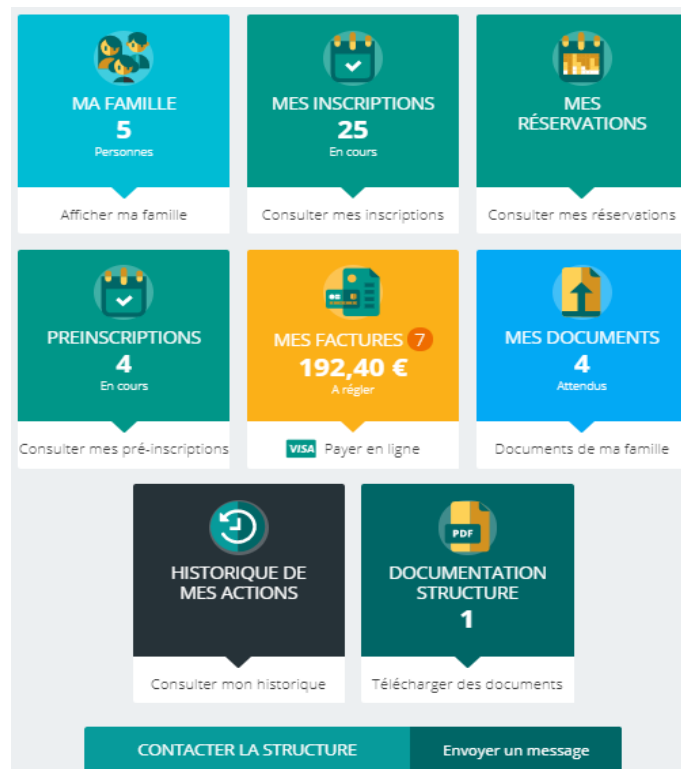 MA FAMILLE
5
Personnes
Afficher ma famille
MES INSCRIPTIONS
25
En cours
Consulter mes inscriptions
MES
RÉSERVATIONS
Consulter mes réservations
PREINSCRIPTIONS
4
En cours
Consulter mes pré-inscriptions
MES FACTURES 7
192,40 €
A régler
VISA Payer en ligne
MES DOCUMENTS
4
Attendus
Documents de ma famille
HISTORIQUE DE
MES ACTIONS
Consulter mon historique
PDF
DOCUMENTATION
STRUCTURE
1
Télécharger des documents
CONTACTER LA STRUCTURE
Envoyer un message